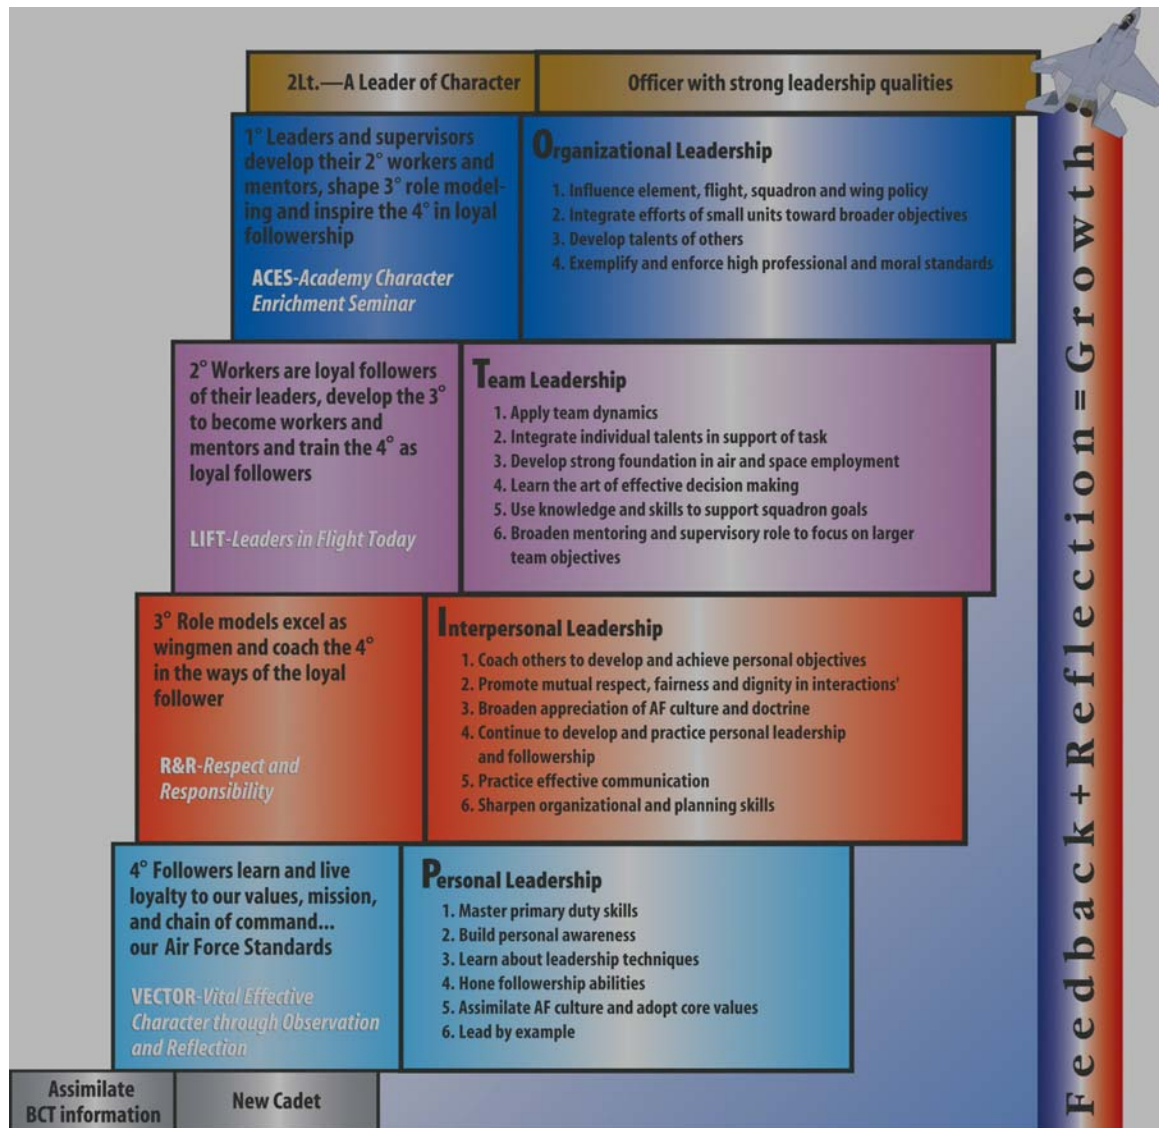 2Lt.—A Leader of Character
Officer with strong leadership qualities
1° Leaders and supervisors
develop their 2° workers and
mentors, shape 3° role model-
ing and inspire the 4° in loyal
followership
ACES-Academy Character
Enrichment Seminar
Organizational Leadership
1. Influence element, flight, squadron and wing policy
2. Integrate efforts of small units toward broader objectives
3. Develop talents of others
4. Exemplify and enforce high professional and moral standards
2° Workers are loyal followers
of their leaders, develop the 3°
to become workers and
mentors and train the 4° as
loyal followers
LIFT-Leaders in Flight Today
Team Leadership
1. Apply team dynamics
2. Integrate individual talents in support of task
3. Develop strong foundation in air and space employment
4. Learn the art of effective decision making
5. Use knowledge and skills to support squadron goals
6. Broaden mentoring and supervisory role to focus on larger
team objectives
3° Role models excel as
wingmen and coach the 4°
in the ways of the loyal
follower
R&R-Respect and
Responsibility
Interpersonal Leadership
1. Coach others to develop and achieve personal objectives
2. Promote mutual respect, fairness and dignity in interactions'
3. Broaden appreciation of AF culture and doctrine
4. Continue to develop and practice personal leadership
and followership
5. Practice effective communication
6. Sharpen organizational and planning skills
4° Followers learn and live
loyalty to our values, mission,
and chain of command...
our Air Force Standards
VECTOR-Vital Effective
Character through Observation
and Reflection
Personal Leadership
1. Master primary duty skills
2. Build personal awareness
3. Learn about leadership techniques
4. Hone followership abilities
5. Assimilate AF culture and adopt core values
6. Lead by example
Assimilate
BCT information
New Cadet
Feedback + Reflection = Growth